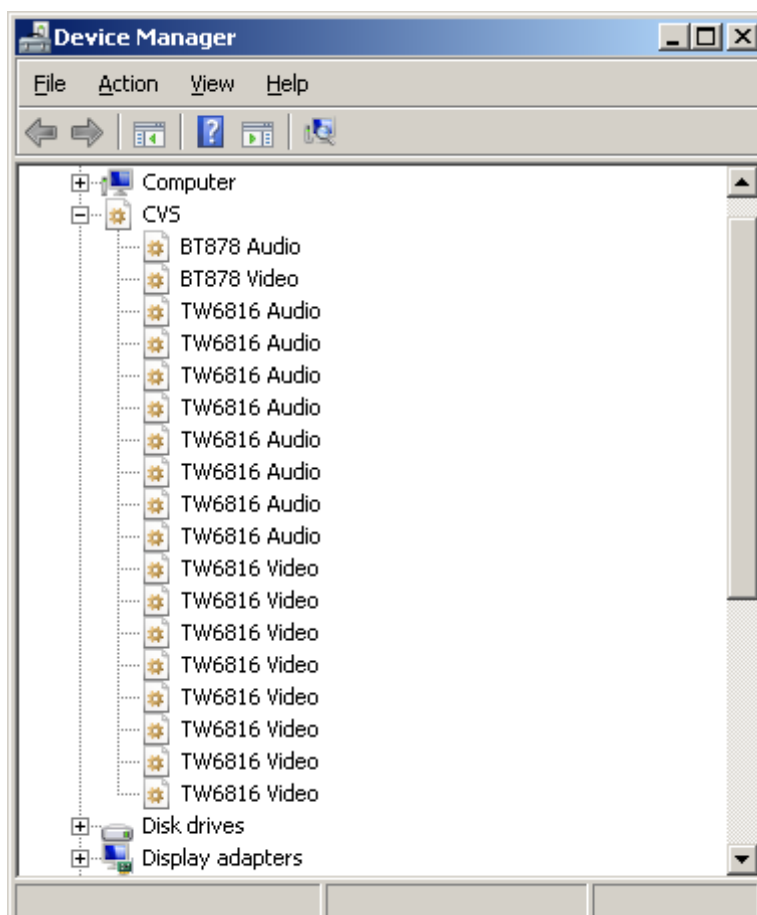 Device Manager
File Action View Help
Computer
CVS
BT878 Audio
BT878 Video
TW6816 Audio
TW6816 Audio
TW6816 Audio
TW6816 Audio
TW6816 Audio
TW6816 Audio
TW6816 Audio
TW6816 Audio
TW6816 Video
TW6816 Video
TW6816 Video
TW6816 Video
TW6816 Video
TW6816 Video
TW6816 Video
TW6816 Video
Disk drives
Display adapters